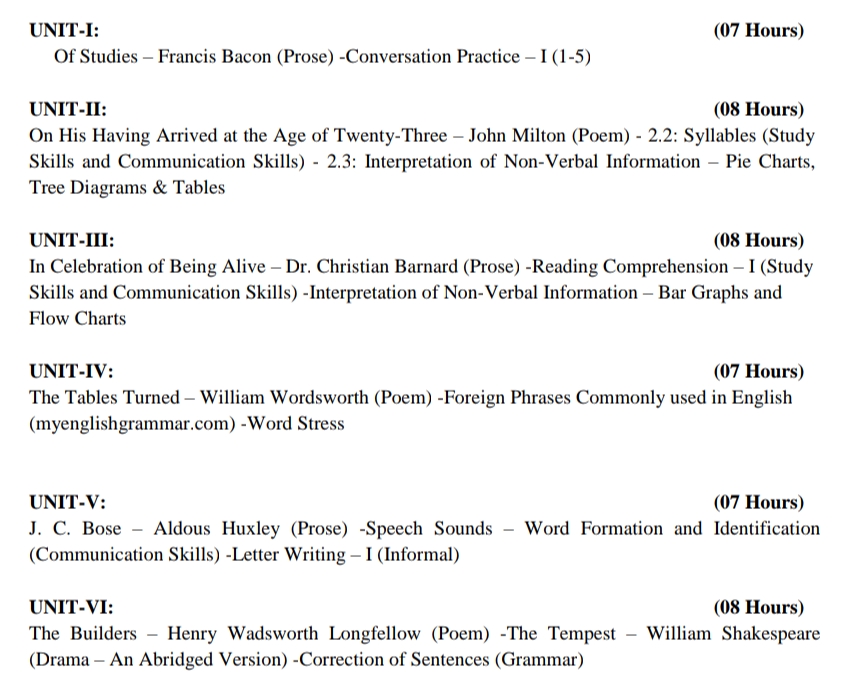 UNIT-I: (07 Hours)
Of Studies – Francis Bacon (Prose) -Conversation Practice – I (1-5)
UNIT-II: (08 Hours)
On His Having Arrived at the Age of Twenty-Three – John Milton (Poem) - 2.2: Syllables (Study
Skills and Communication Skills) - 2.3: Interpretation of Non-Verbal Information – Pie Charts,
Tree Diagrams & Tables
UNIT-III: (08 Hours)
In Celebration of Being Alive – Dr. Christian Barnard (Prose) -Reading Comprehension – I (Study
Skills and Communication Skills) -Interpretation of Non-Verbal Information – Bar Graphs and
Flow Charts
UNIT-IV: (07 Hours)
The Tables Turned – William Wordsworth (Poem) -Foreign Phrases Commonly used in English
(myenglishgrammar.com) -Word Stress
UNIT-V: (07 Hours)
J. C. Bose – Aldous Huxley (Prose) -Speech Sounds – Word Formation and Identification
(Communication Skills) -Letter Writing – I (Informal)
UNIT-VI: (08 Hours)
The Builders – Henry Wadsworth Longfellow (Poem) -The Tempest – William Shakespeare
(Drama – An Abridged Version) -Correction of Sentences (Grammar)